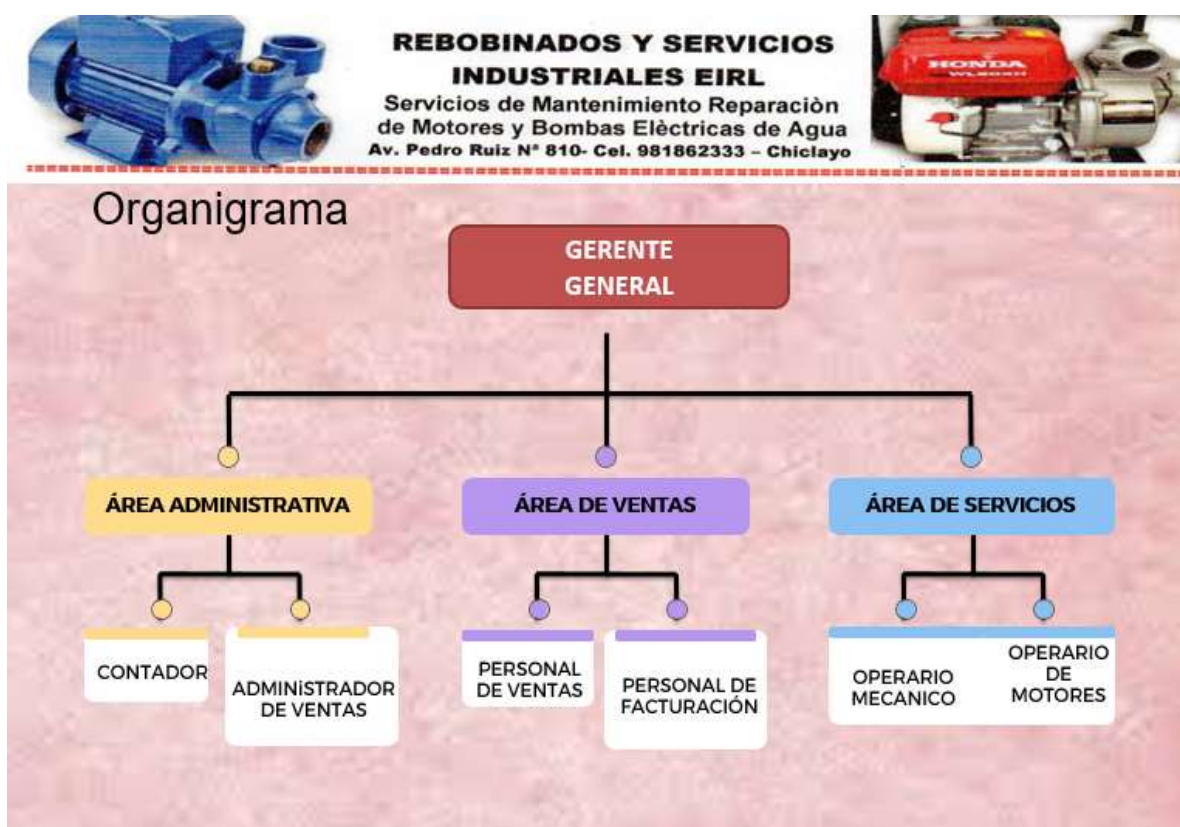 REBOBINADOS Y SERVICIOS
INDUSTRIALES EIRL
Servicios de Mantenimiento Reparaciòn
de Motores y Bombas Elèctricas de Agua
Av. Pedro Ruiz Nª 810- Cel. 981862333 – Chiclayo
HONDA
Organigrama
GERENTE
GENERAL
ÁREA ADMINISTRATIVA
ÁREA DE VENTAS
ÁREA DE SERVICIOS
CONTADOR
ADMINiSTRADOR
DE VENTAS
PERSONAL
DE VENTAS
PERSONAL DE
FACTURACIÓN
OPERARIO
MECANICO
OPERARIO
DE
MOTORES